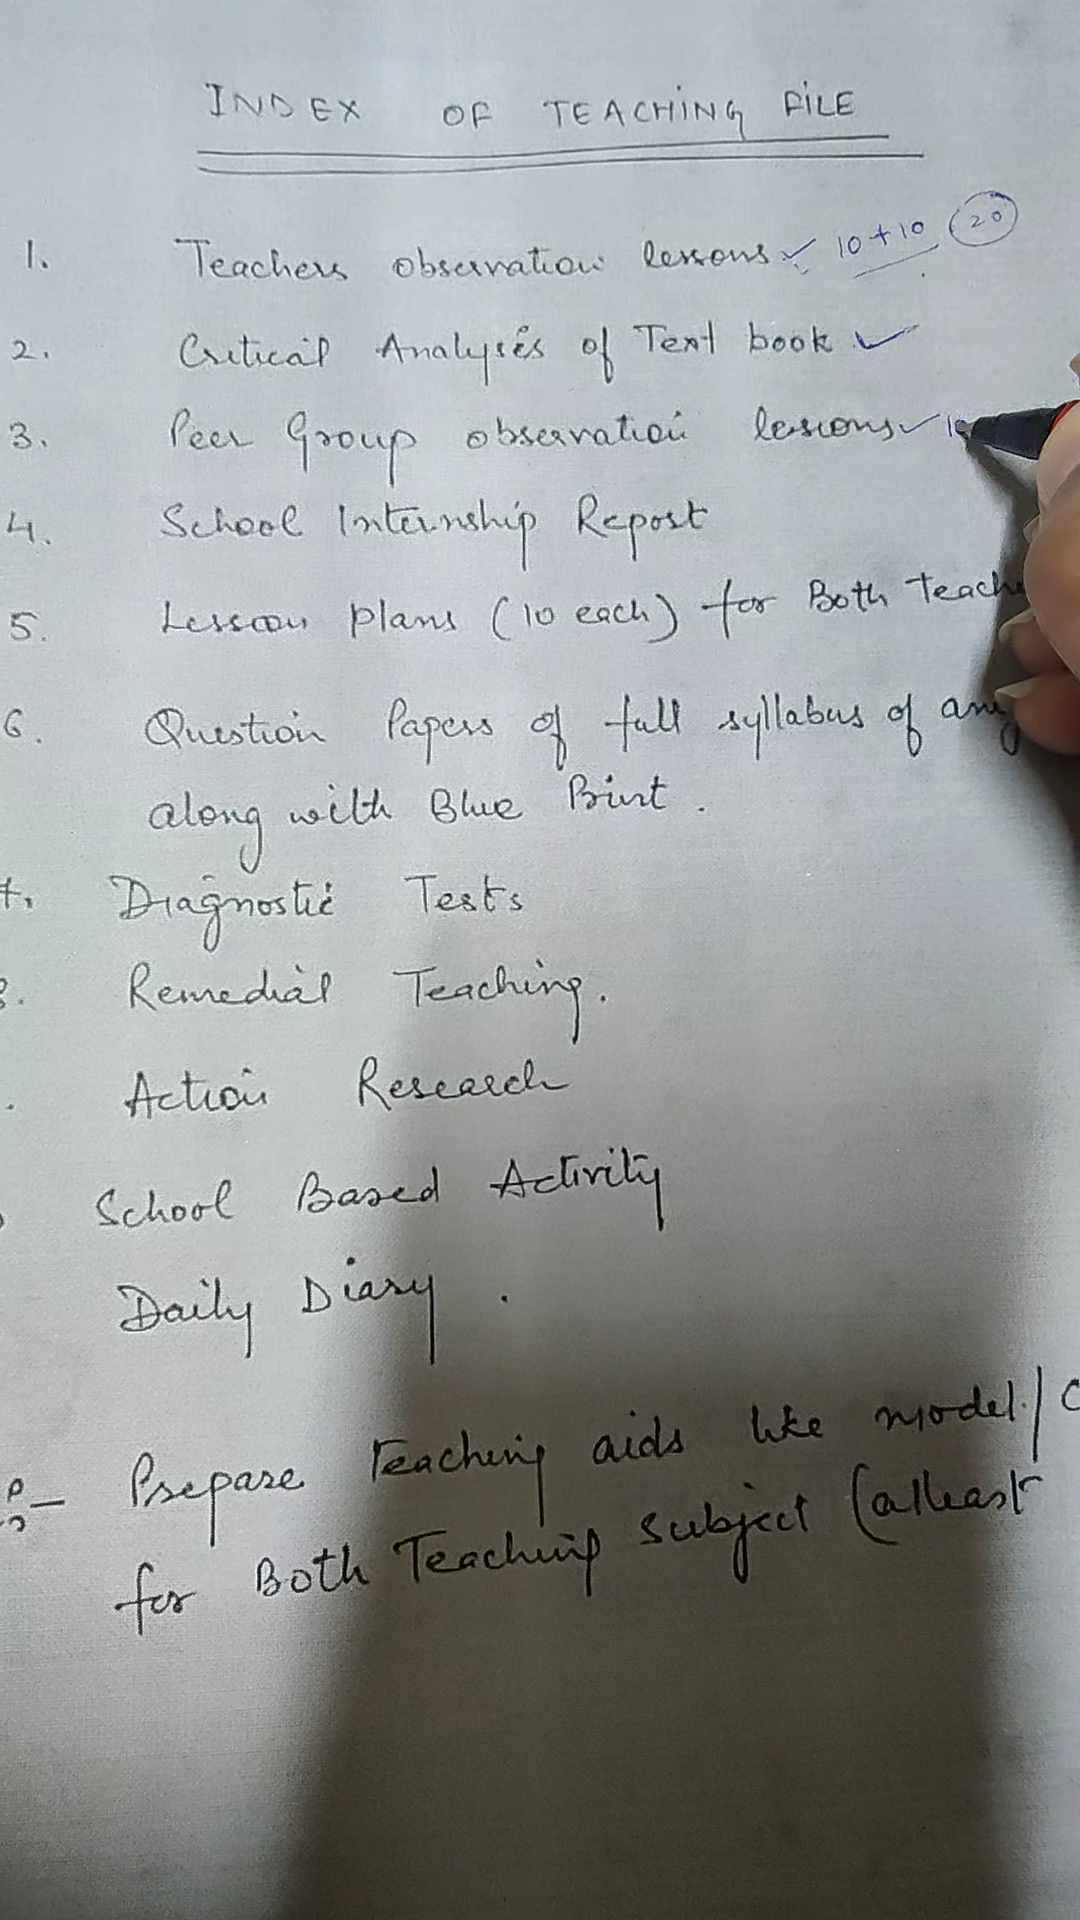 INDEX OF TEACHING FILE
1. Teachers observation lessons ✓ 10+10 20
2. Critical Analysis of Text book ✓
3. Peer Group observation lessons ✓
4. School Internship Report
5. Lesson plans (10 each) for Both
6. Question Papers of full syllabus of
along with Blue Print.
Diagnostic Tests
Remedial Teaching.
Action Research
School Based Activity
Daily Diary.
Prepare Teaching aids like model/
for Both Teaching subject (atleast